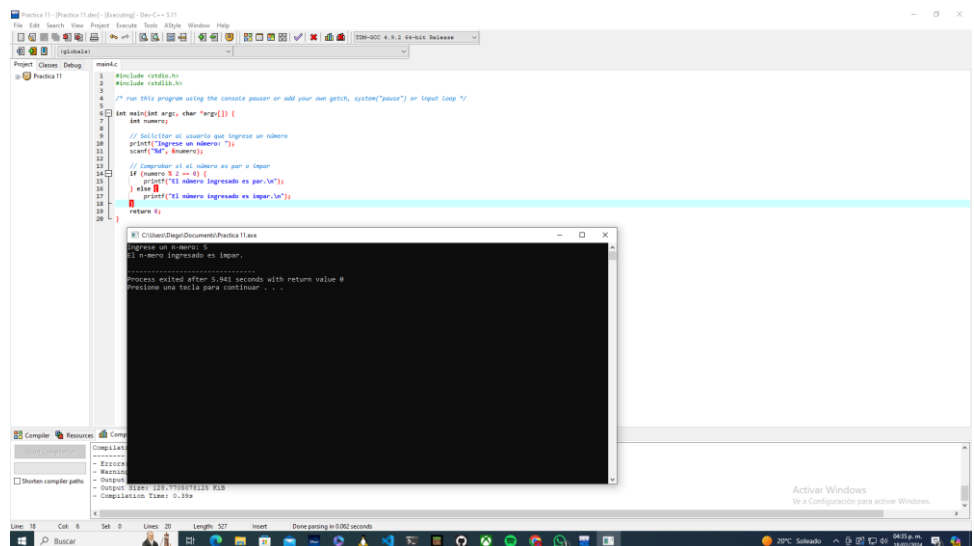 Practica 11 - [Practica 11.dev] - [Executing] - Dev-C++ 5.11
File Edit Search View Project Execute Tools AStyle Window Help
TDM-GCC 4.9.2 64-bit Release
(globals)
Project Classes Debug
main4.c
Practica 11
1 #include <stdio.h>
2 #include <stdlib.h>
3
4 /* run this program using the console pauser or add your own getch, system("pause") or input loop */
5
6 int main(int argc, char *argv[]) {
7 int numero;
8
9 // Solicitar al usuario que ingrese un número
10 printf("Ingrese un número: ");
11 scanf("%d", &numero);
12
13 // Comprobar si el número es par o impar
14 if (numero % 2 == 0) {
15 printf("El número ingresado es par.\n");
16 } else {
17 printf("El número ingresado es impar.\n");
18 }
19 return 0;
20 }
C:\Users\Diego\Documents\Practica 11.exe
Ingrese un n·mero: 5
El n·mero ingresado es impar.
--------------------------------
Process exited after 5.941 seconds with return value 0
Presione una tecla para continuar . . .
Compiler Resources Comp
Compilat
--------
- Errors
- Warning
- Output
- Output Size: 128.7705078125 KiB
- Compilation Time: 0.39s
Shorten compiler paths
Activar Windows
Ve a Configuración para activar Windows.
Line: 18 Col: 6 Sel: 0 Lines: 20 Length: 527 Insert Done parsing in 0.062 seconds
Buscar
20°C Soleado
04:35 p. m.